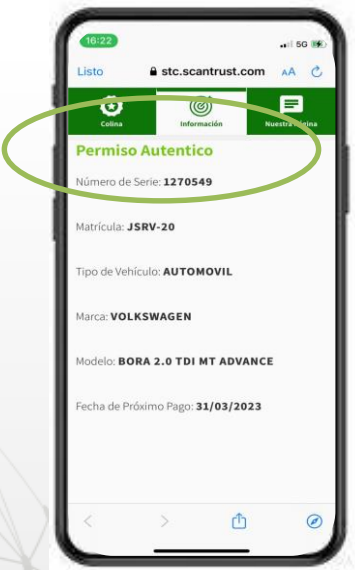 16:22
5G
Listo
stc.scantrust.com
AA
Colina
Información
Nuestra Página
Permiso Autentico
Número de Serie: 1270549
Matrícula: JSRV-20
Tipo de Vehículo: AUTOMOVIL
Marca: VOLKSWAGEN
Modelo: BORA 2.0 TDI MT ADVANCE
Fecha de Próximo Pago: 31/03/2023